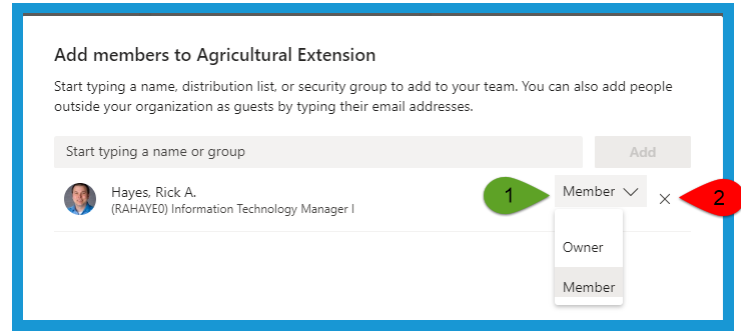 Add members to Agricultural Extension
Start typing a name, distribution list, or security group to add to your team. You can also add people
outside your organization as guests by typing their email addresses.
Start typing a name or group
Add
Hayes, Rick A.
(RAHAYE0) Information Technology Manager I
1
Member
2
Owner
Member